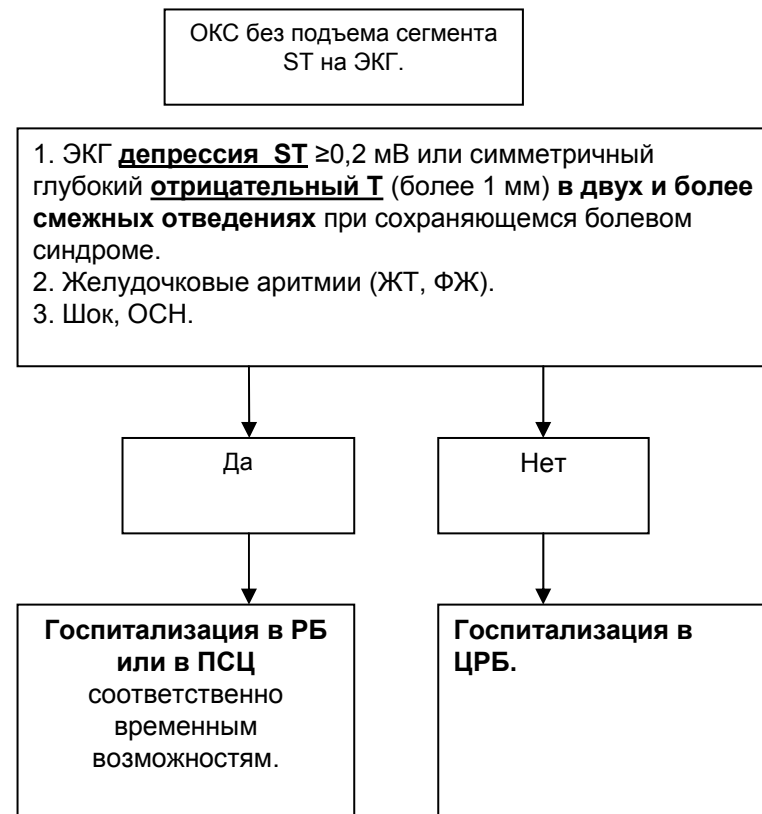 ОКС без подъема сегмента
ST на ЭКГ.
1. ЭКГ депрессия ST ≥0,2 мВ или симметричный
глубокий отрицательный Т (более 1 мм) в двух и более
смежных отведениях при сохраняющемся болевом
синдроме.
2. Желудочковые аритмии (ЖТ, ФЖ).
3. Шок, ОСН.
Да
Нет
Госпитализация в РБ
или в ПСЦ
соответственно
временным
возможностям.
Госпитализация в
ЦРБ.